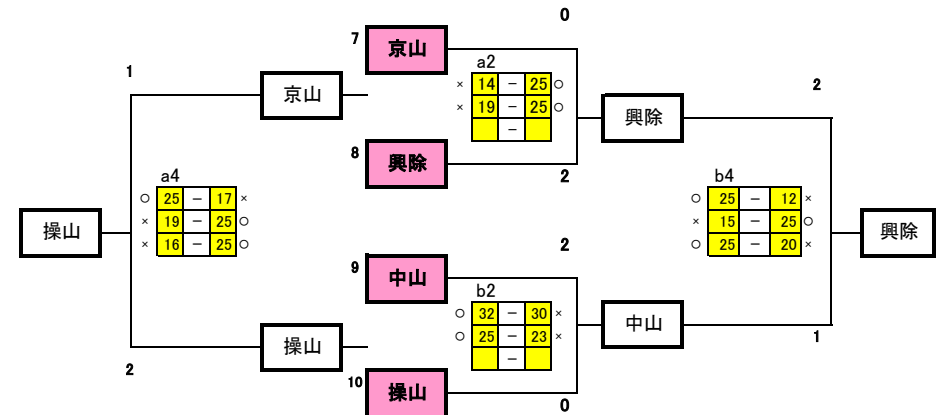 0
7 京山
a2
1
× 14 - 25 ○
2
京山
× 19 - 25 ○
興除
-
8 興除
2
a4
b4
○ 25 - 17 ×
○ 25 - 12 ×
操山
× 19 - 25 ○
× 15 - 25 ○
興除
× 16 - 25 ○
○ 25 - 20 ×
2
9 中山
b2
○ 32 - 30 ×
中山
操山
○ 25 - 23 ×
1
-
2
10 操山
0